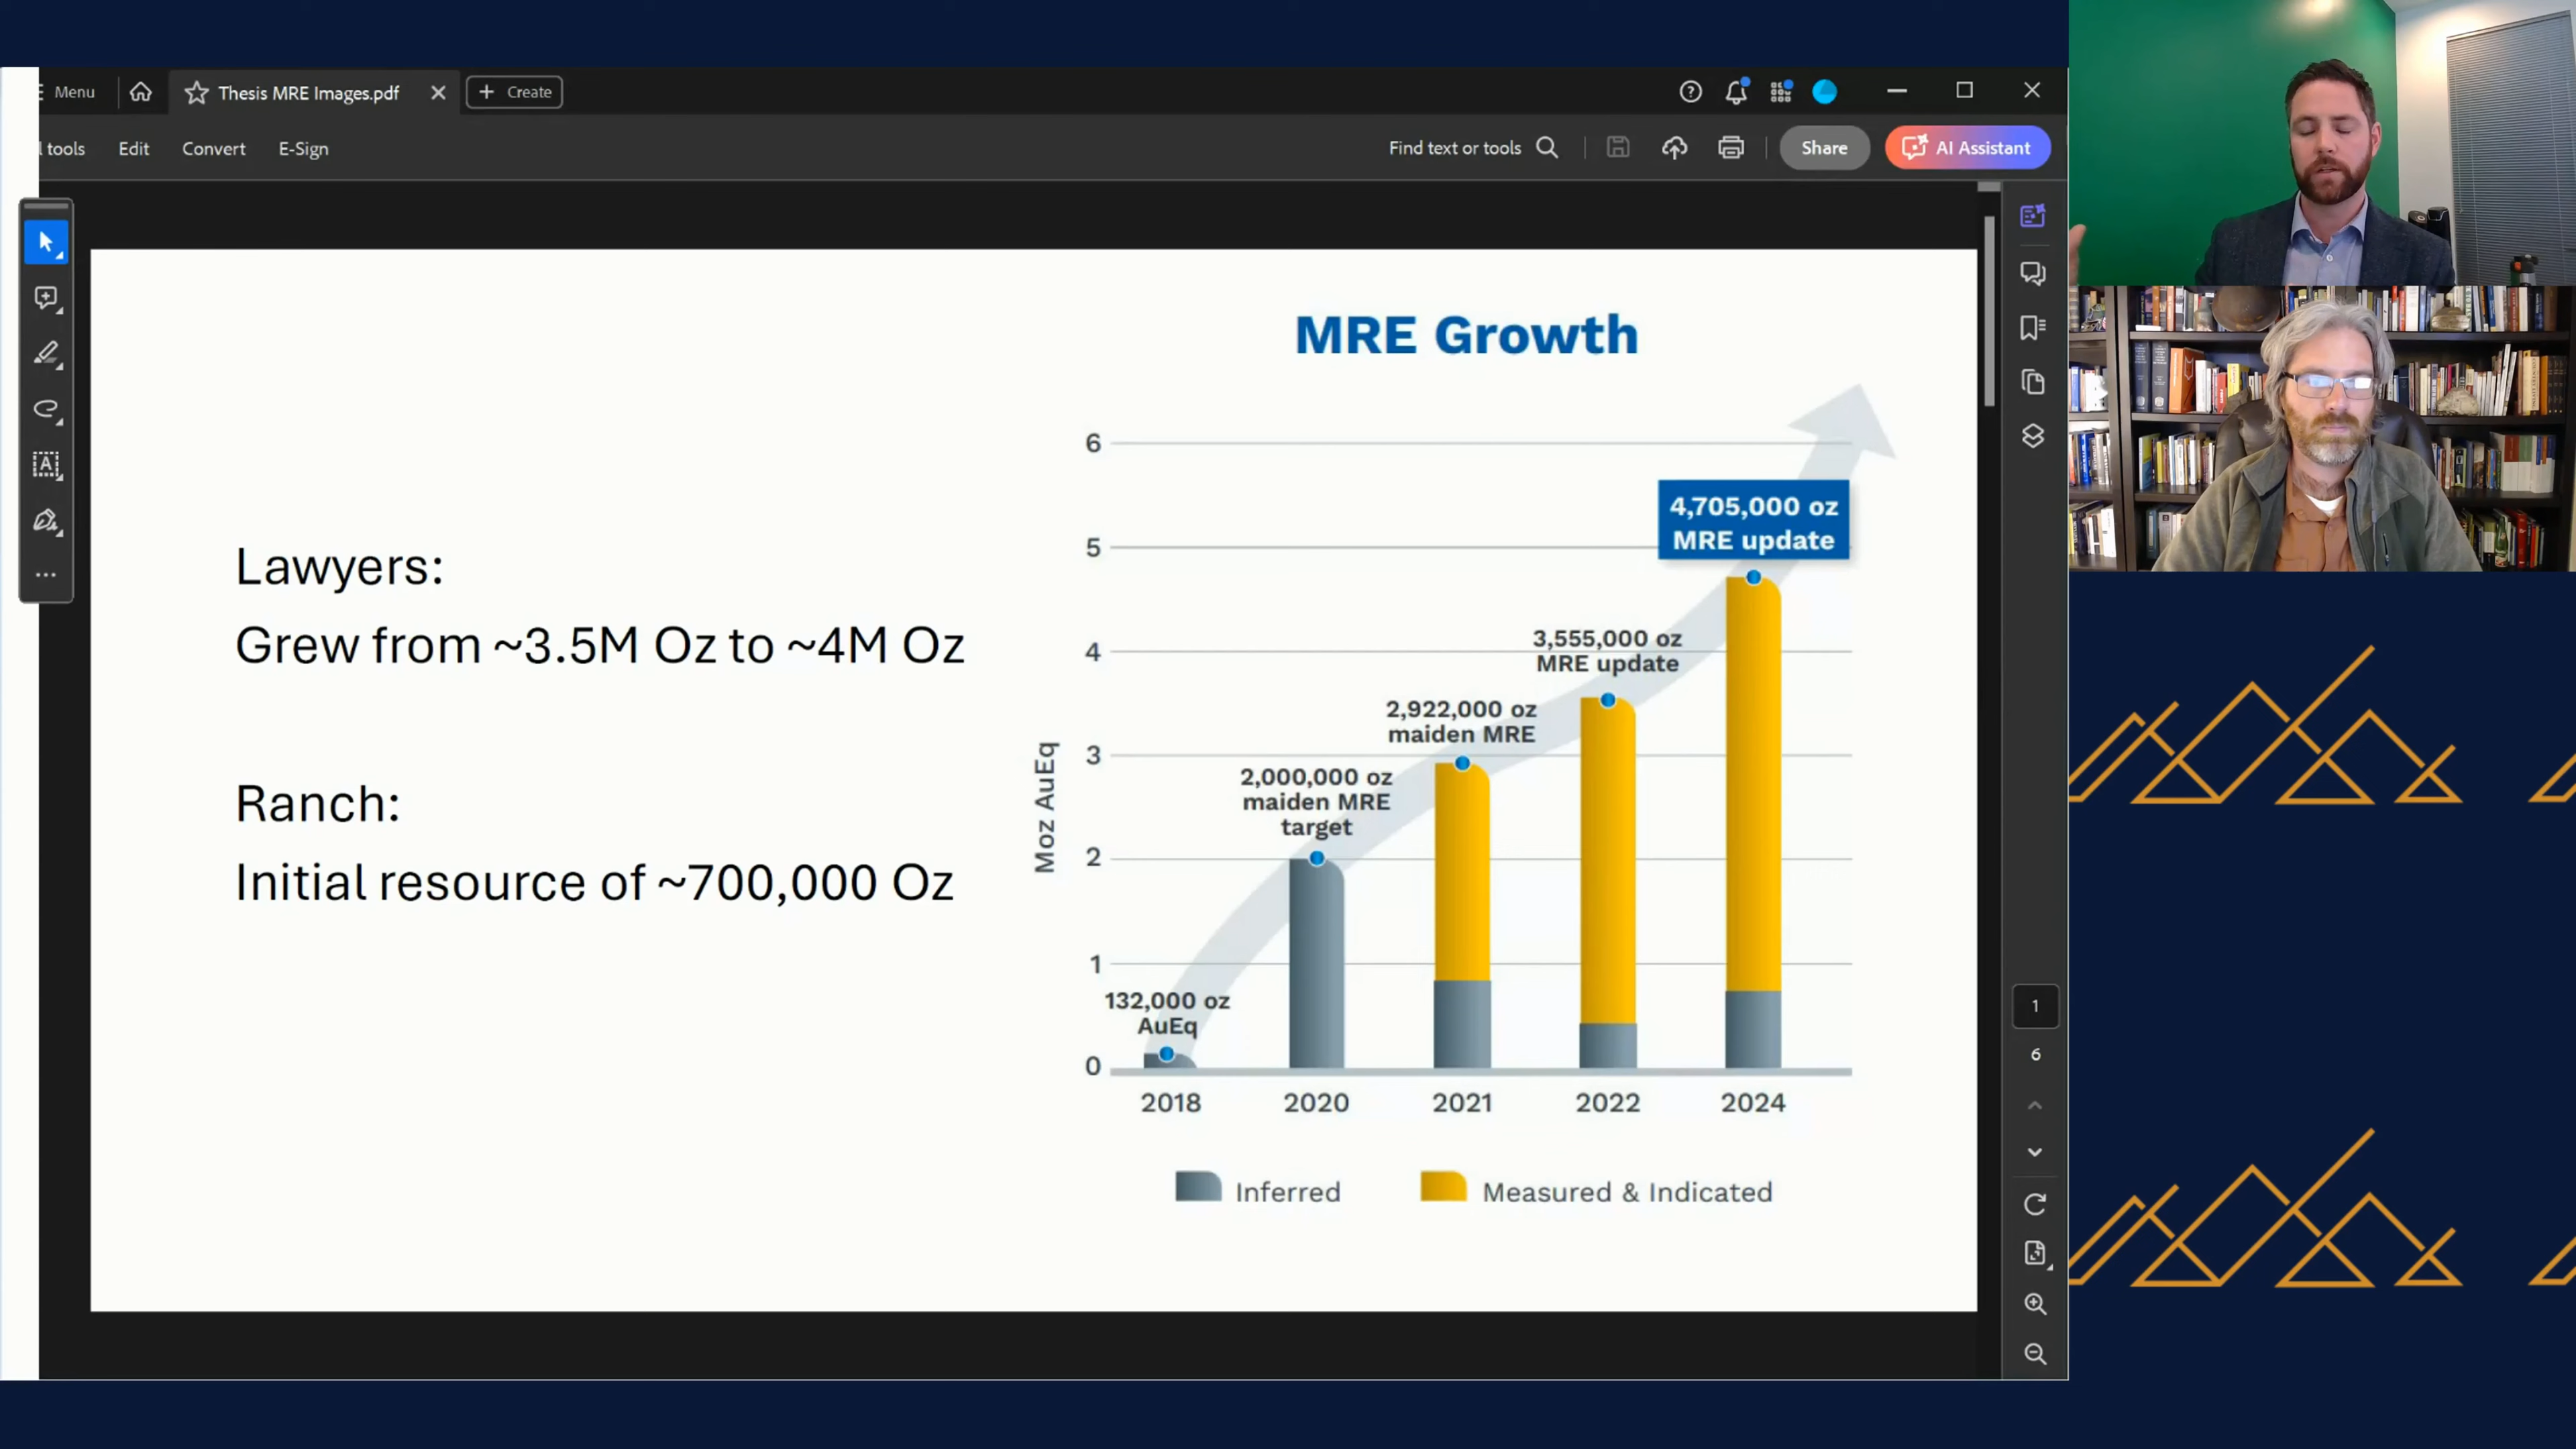 Menu
Thesis MRE Images.pdf
Create
l tools
Edit
Convert
E-Sign
Find text or tools
Share
AI Assistant
Lawyers:
Grew from ~3.5M Oz to ~4M Oz
Ranch:
Initial resource of ~700,000 Oz
MRE Growth
Moz AuEq
6
5
4
3
2
1
0
132,000 oz
AuEq
2,000,000 oz
maiden MRE
target
2,922,000 oz
maiden MRE
3,555,000 oz
MRE update
4,705,000 oz
MRE update
2018
2020
2021
2022
2024
Inferred
Measured & Indicated
1
6